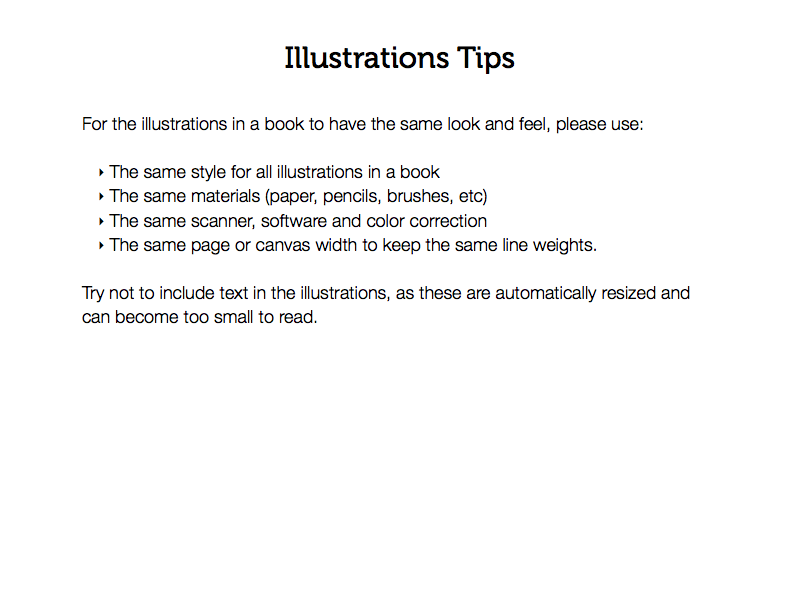 Illustrations Tips
For the illustrations in a book to have the same look and feel, please use:
‣ The same style for all illustrations in a book
‣ The same materials (paper, pencils, brushes, etc)
‣ The same scanner, software and color correction
‣ The same page or canvas width to keep the same line weights.
Try not to include text in the illustrations, as these are automatically resized and
can become too small to read.